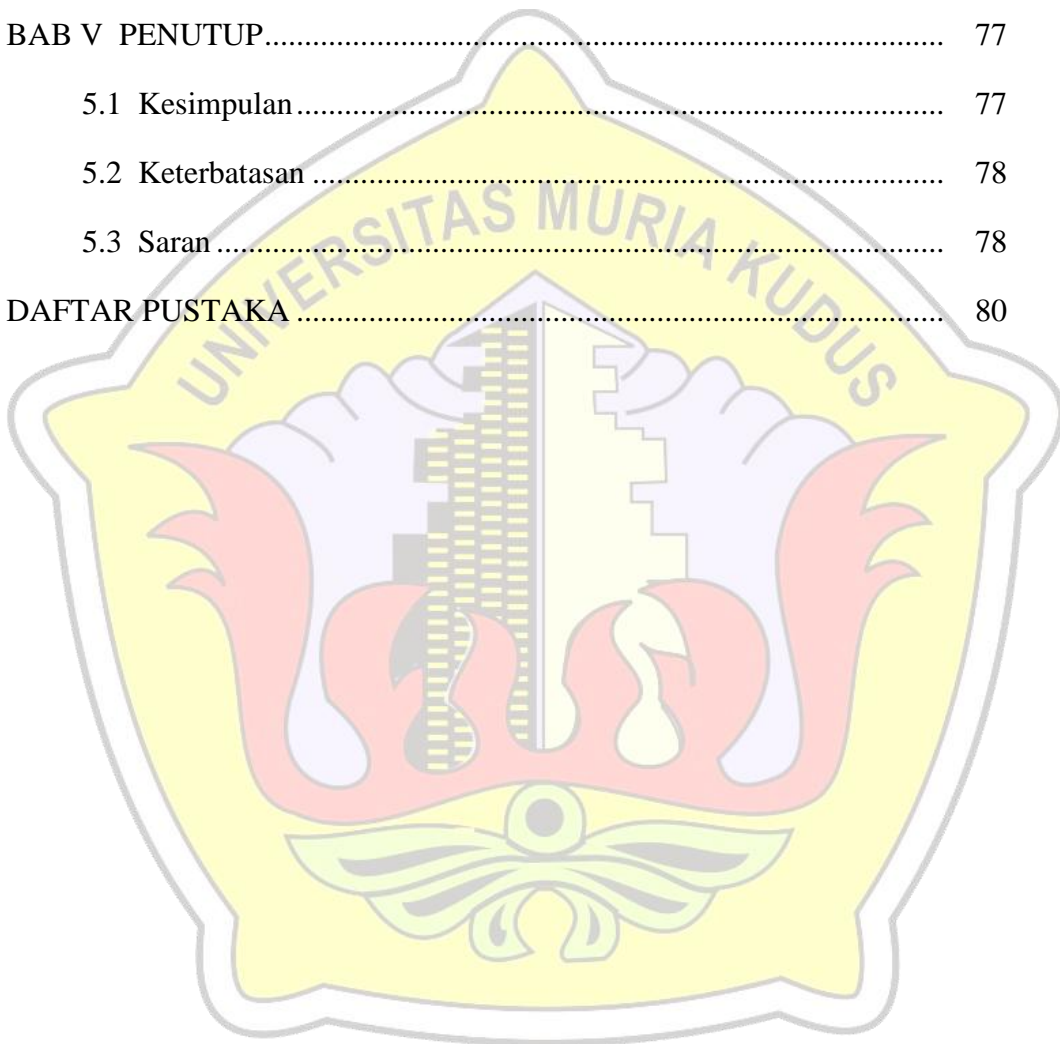 BAB V  PENUTUP....................................................................... 77
5.1  Kesimpulan.................................................................... 77
5.2  Keterbatasan .................................................................. 78
5.3  Saran ............................................................................ 78
DAFTAR PUSTAKA .................................................................... 80
UNIVERSITAS MURIA KUDUS